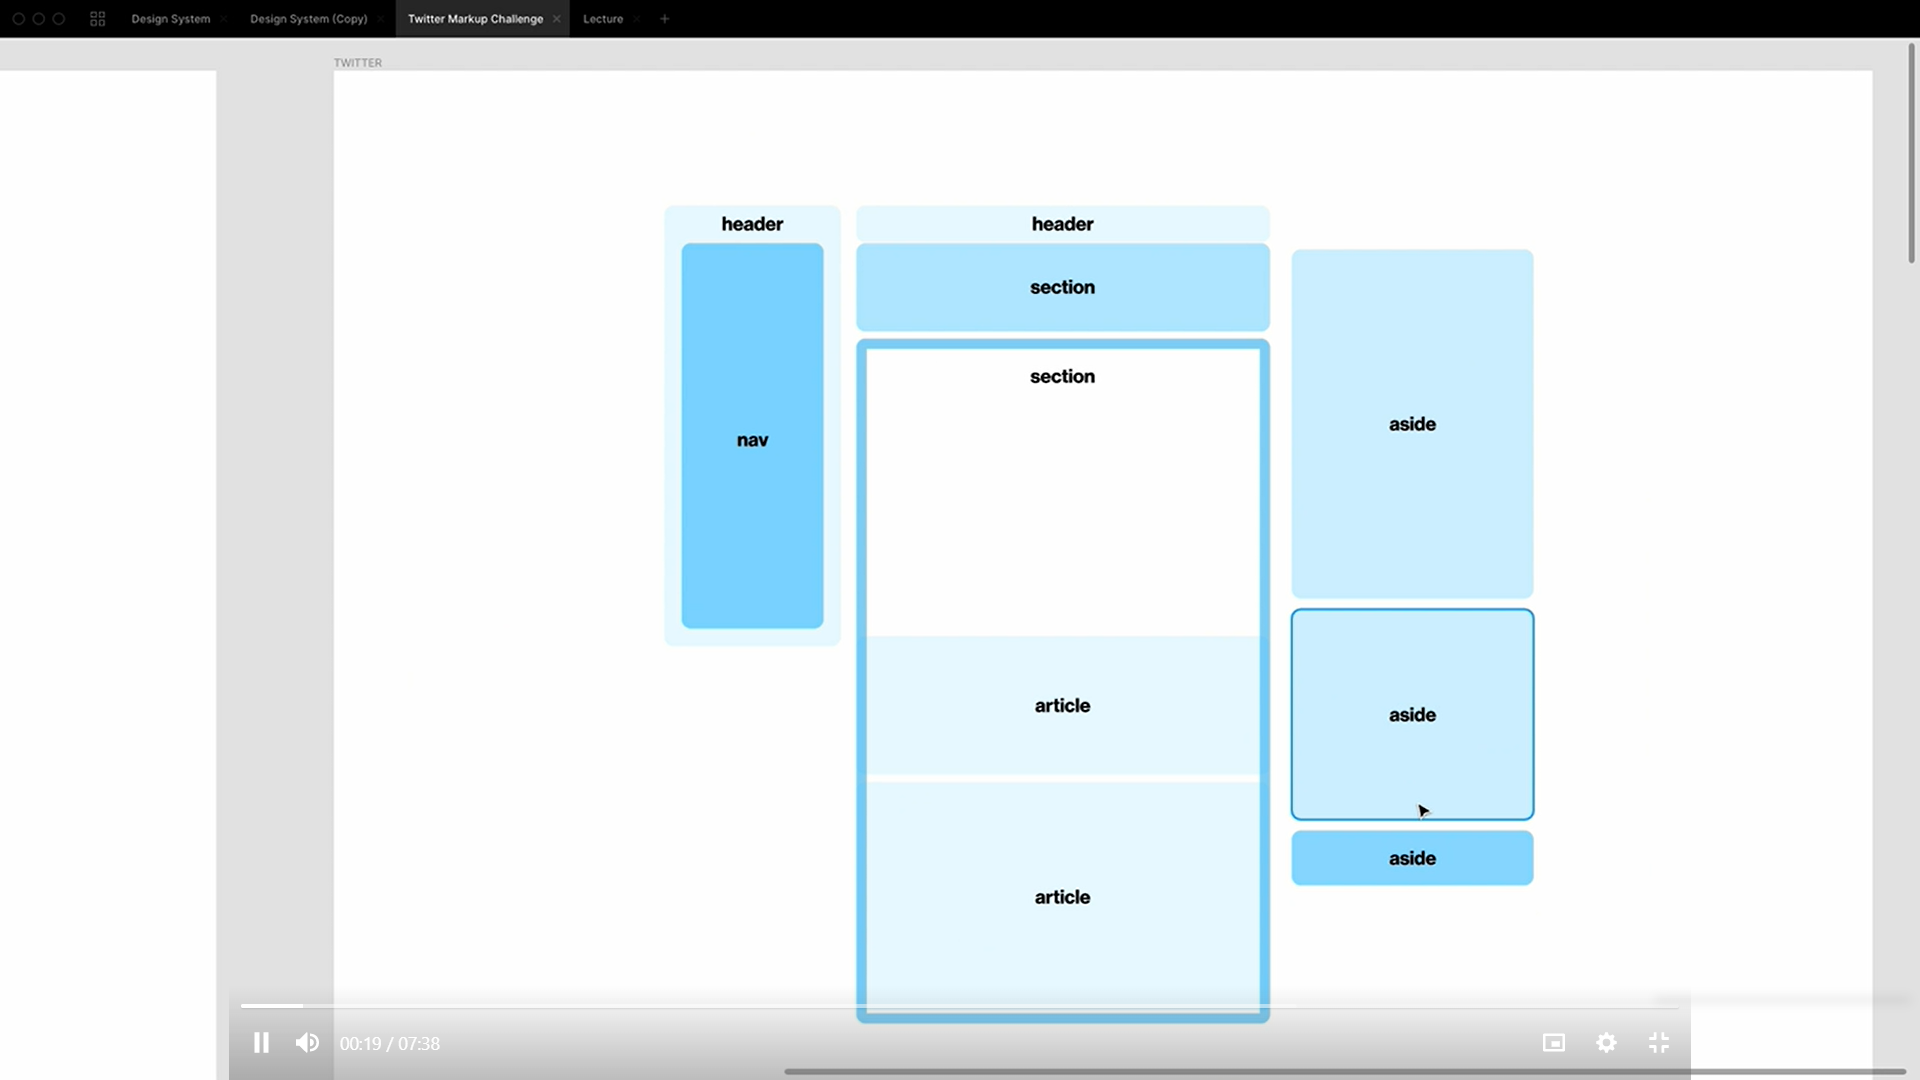 Design System
Design System (Copy)
Twitter Markup Challenge
Lecture
TWITTER
header
nav
header
section
section
article
article
aside
aside
aside
00:19 / 07:38